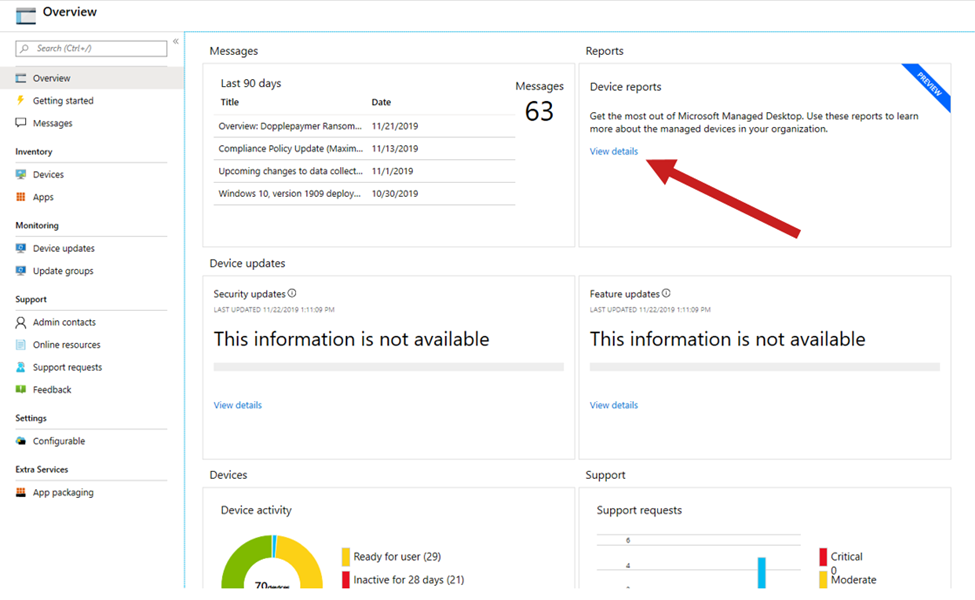 Overview
Search (Ctrl+/)
«
Overview
Getting started
Messages
Inventory
Devices
Apps
Monitoring
Device updates
Update groups
Support
Admin contacts
Online resources
Support requests
Feedback
Settings
Configurable
Extra Services
App packaging
Messages
Last 90 days
Title Date
Overview: Dopplepaymer Ransom... 11/21/2019
Compliance Policy Update (Maxim... 11/13/2019
Upcoming changes to data collect... 11/1/2019
Windows 10, version 1909 deploy... 10/30/2019
Messages
63
Reports
PREVIEW
Device reports
Get the most out of Microsoft Managed Desktop. Use these reports to learn
more about the managed devices in your organization.
View details
Device updates
Security updates
LAST UPDATED 11/22/2019 1:11:09 PM
This information is not available
View details
Feature updates
LAST UPDATED 11/22/2019 1:11:09 PM
This information is not available
View details
Devices
Device activity
70 devices
Ready for user (29)
Inactive for 28 days (21)
Support
Support requests
6
4
Critical
0
Moderate